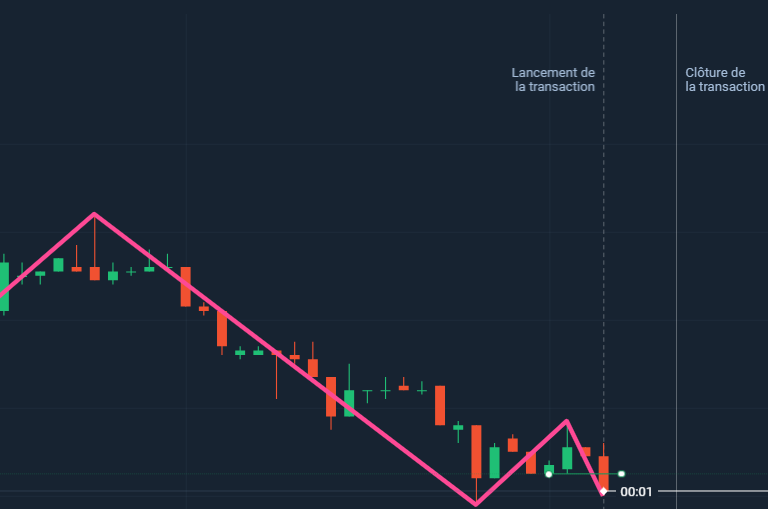 Lancement de
la transaction
Clôture de
la transaction
00:01